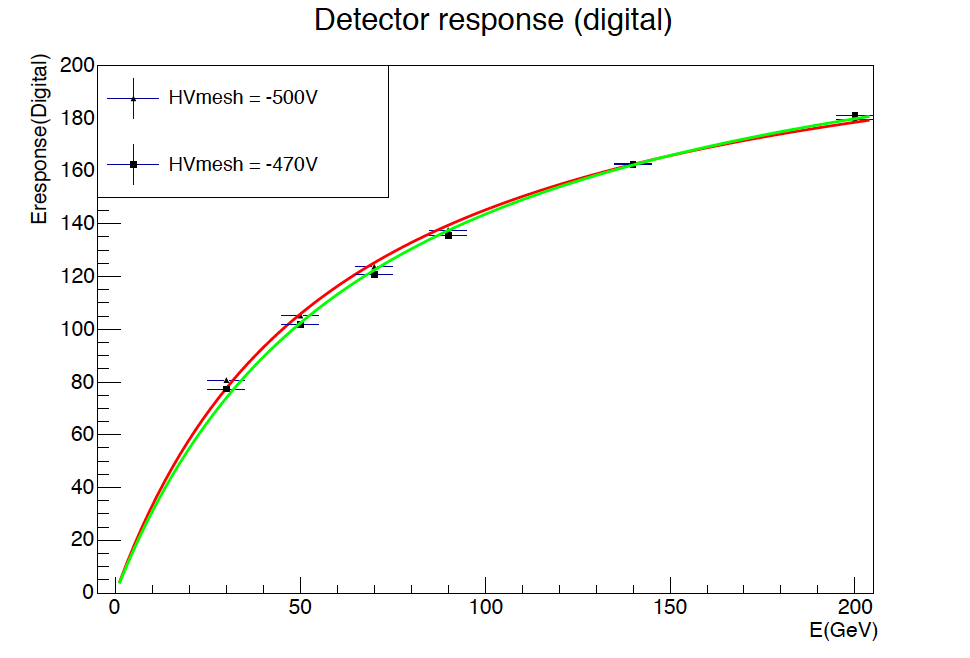 Detector response (digital)
Eresponse(Digital)
HVmesh = -500V
HVmesh = -470V
200
180
160
140
120
100
80
60
40
20
0
0 50 100 150 200
E(GeV)